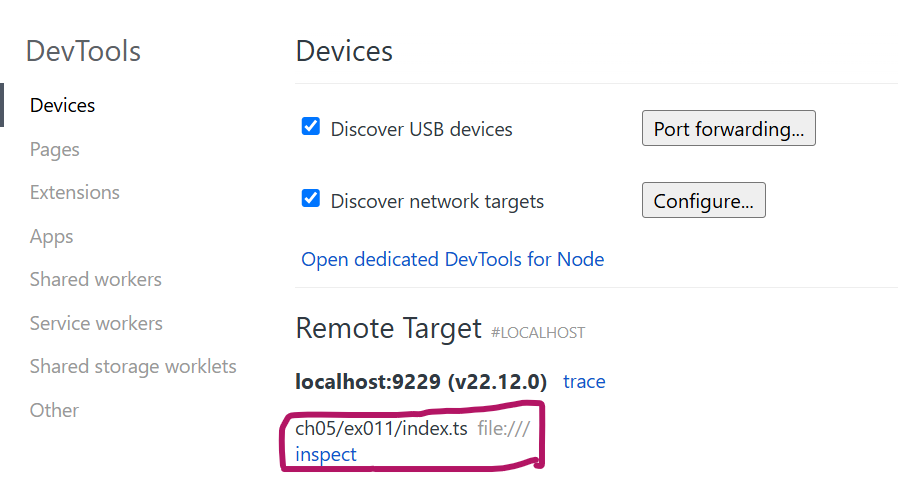 DevTools
Devices
Pages
Extensions
Apps
Shared workers
Service workers
Shared storage worklets
Other
Devices
Discover USB devices
Port forwarding...
Discover network targets
Configure...
Open dedicated DevTools for Node
Remote Target #LOCALHOST
localhost:9229 (v22.12.0) trace
ch05/ex011/index.ts file:///
inspect